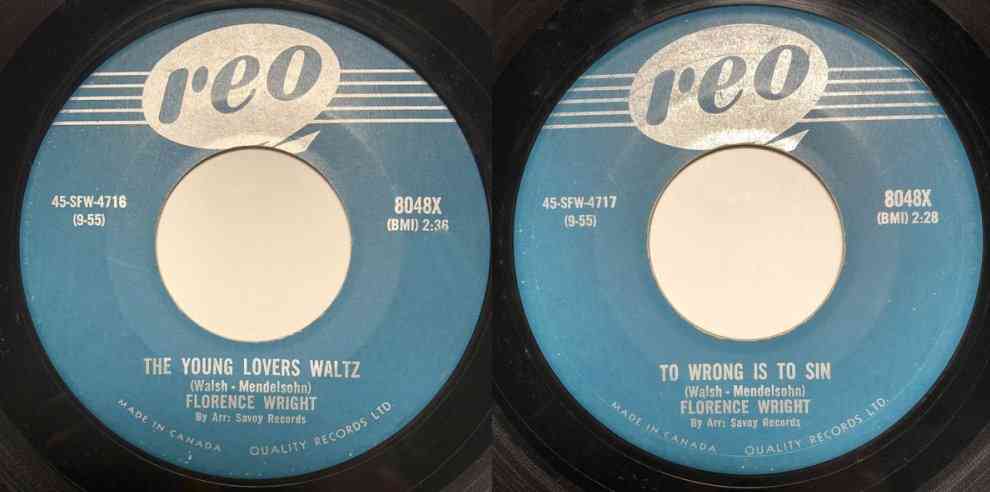 reo
45-SFW-4716
(9-55)
8048X
(BMI) 2:36
THE YOUNG LOVERS WALTZ
(Walsh - Mendelsohn)
FLORENCE WRIGHT
By Arr: Savoy Records
MADE IN CANADA QUALITY RECORDS LTD.
reo
45-SFW-4717
(9-55)
8048X
(BMI) 2:28
TO WRONG IS TO SIN
(Walsh - Mendelsohn)
FLORENCE WRIGHT
By Arr: Savoy Records
MADE IN CANADA QUALITY RECORDS LTD.